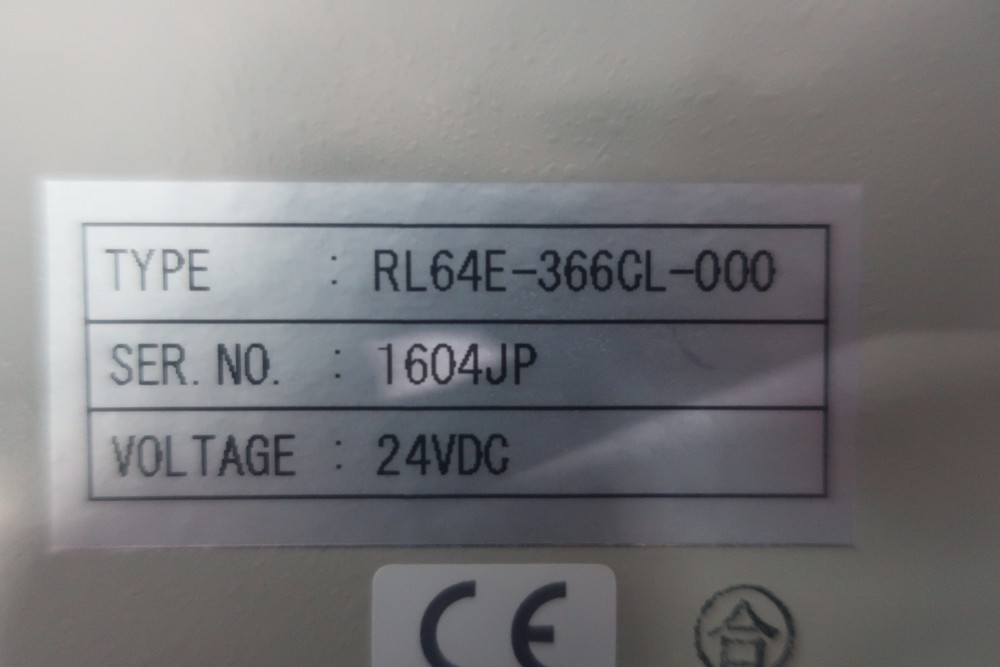 TYPE : RL64E-366CL-000
SER. NO. : 1604JP
VOLTAGE : 24VDC
CE 合